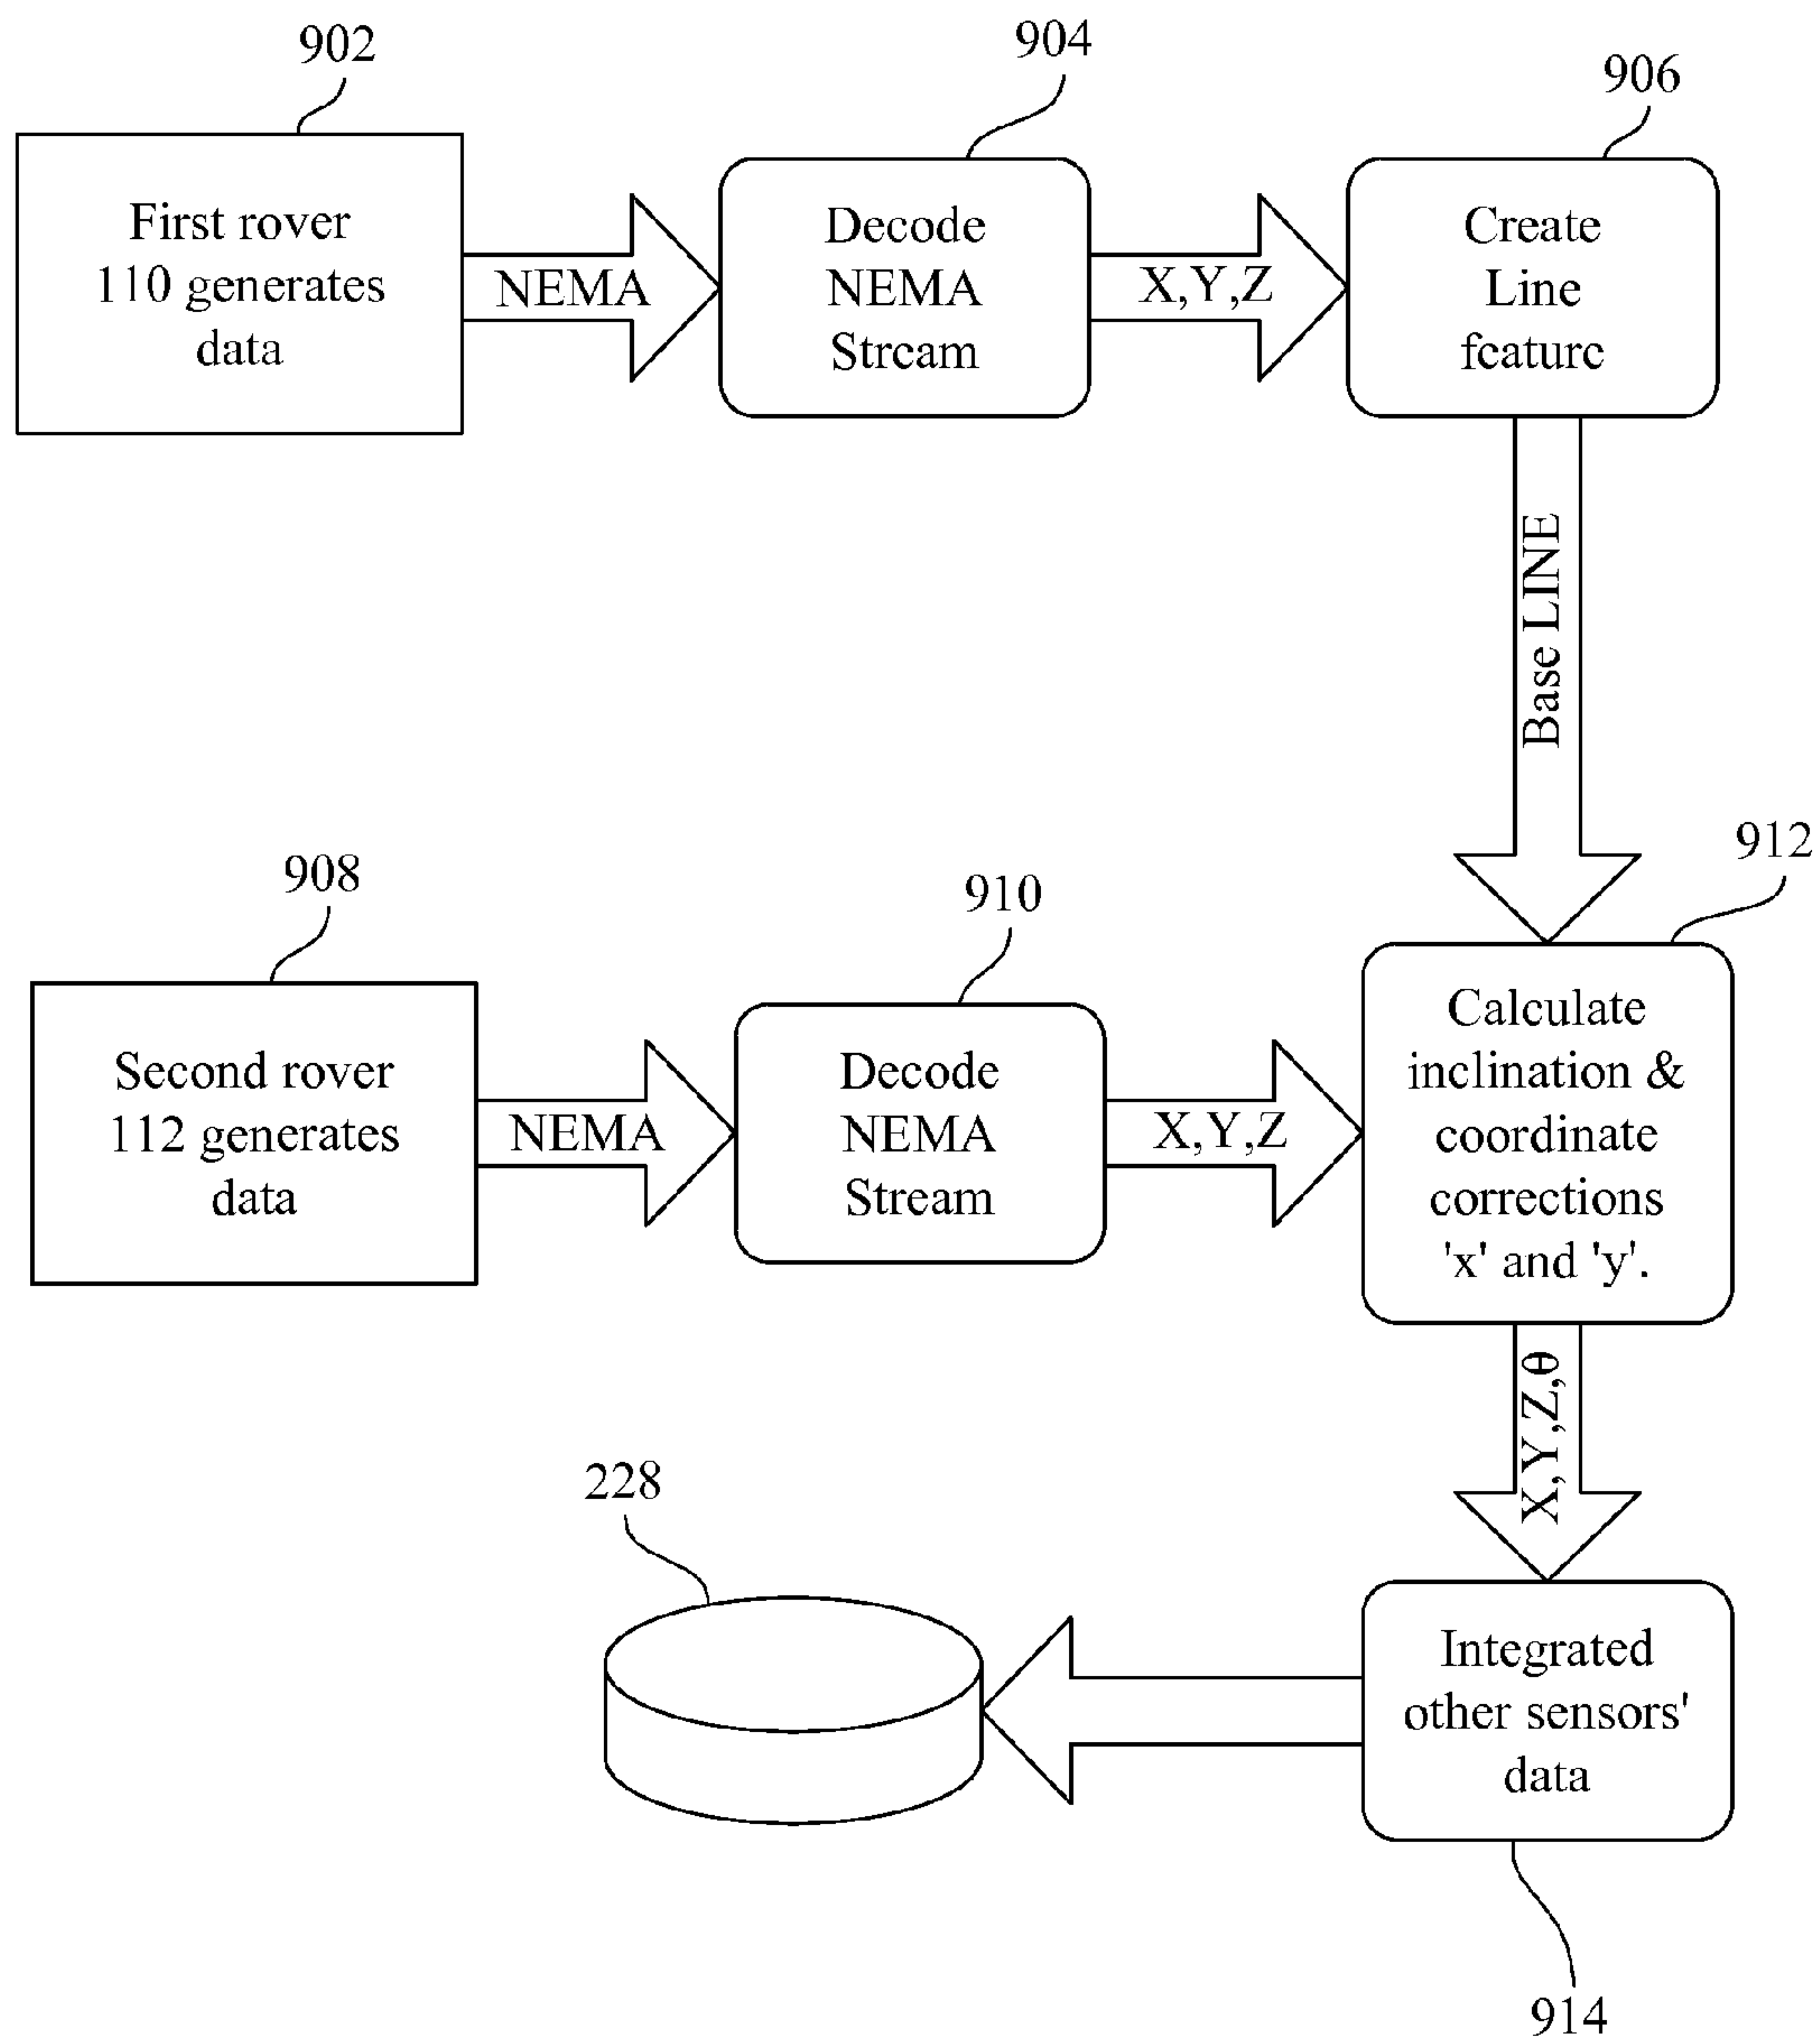 902
904
906
First rover
110 generates
data
NEMA
Decode
NEMA
Stream
X,Y,Z
Create
Line
feature
Base LINE
908
910
912
Second rover
112 generates
data
NEMA
Decode
NEMA
Stream
X,Y,Z
Calculate
inclination &
coordinate
corrections
'x' and 'y'.
X,Y,Z,θ
228
Integrated
other sensors'
data
914